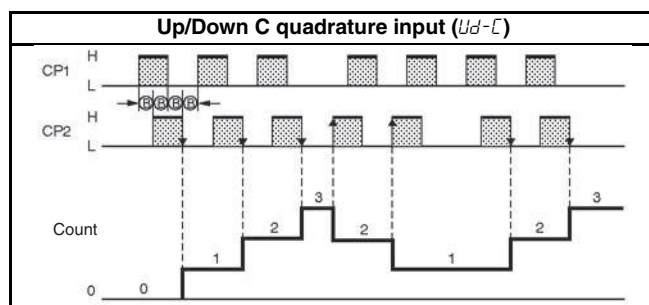 Up/Down C quadrature input (Ud-C)
H
CP1
L
B B B B
H
CP2
L
Count
3
3
2
2
2
1
1
0
0